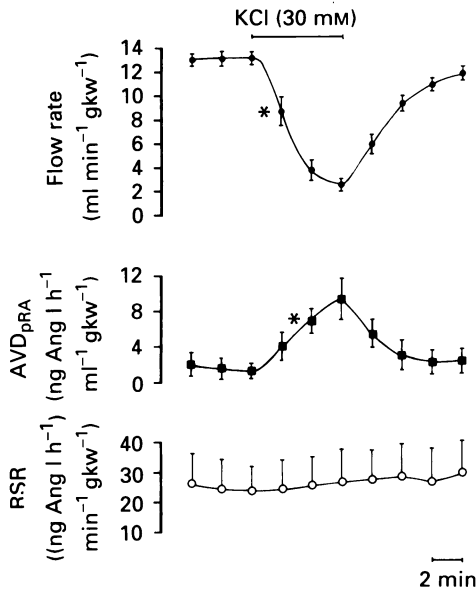 KCl (30 mM)
Flow rate
(ml min⁻¹ gkw⁻¹)
14
12
10
8
6
4
2
0
*
AVDpRA
(ng Ang I h⁻¹
ml⁻¹ gkw⁻¹)
12
8
4
0
*
RSR
((ng Ang I h⁻¹)
min⁻¹ gkw⁻¹)
40
30
20
10
2 min